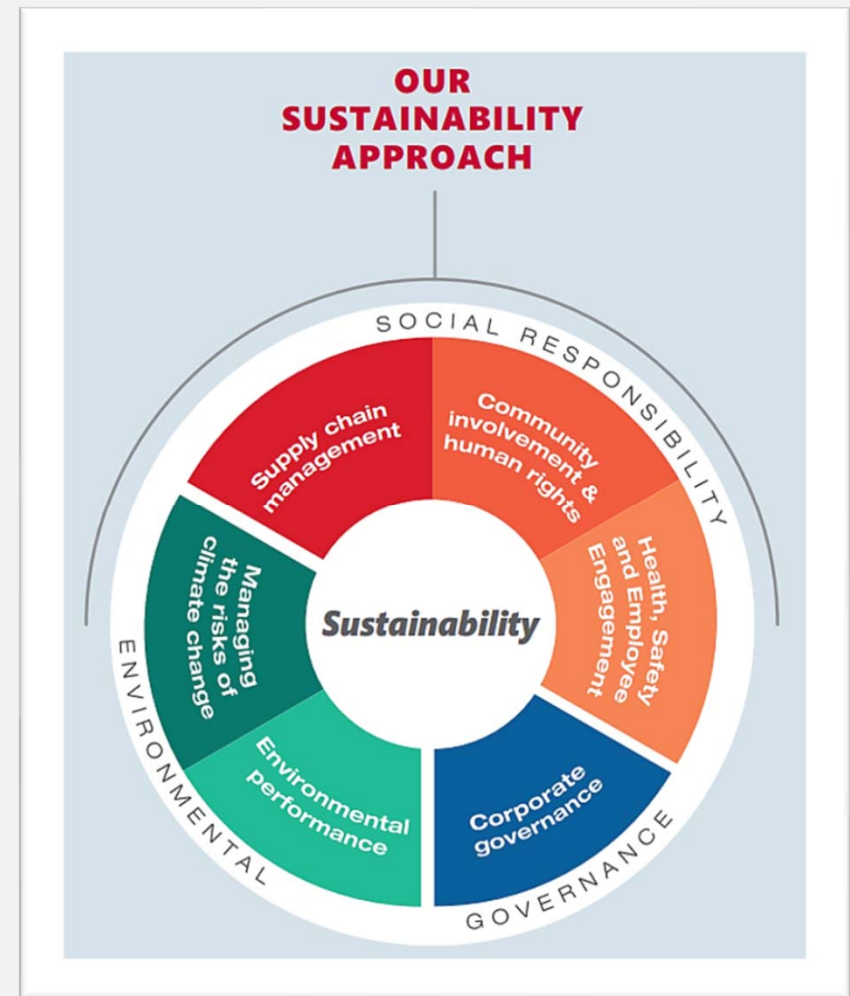 OUR
SUSTAINABILITY
APPROACH
SOCIAL RESPONSIBILITY
Supply chain
management
Community
involvement &
human rights
Health, Safety
and Employee
Engagement
Managing
the risks of
climate change
Sustainability
Environmental
performance
Corporate
governance
ENVIRONMENTAL
GOVERNANCE